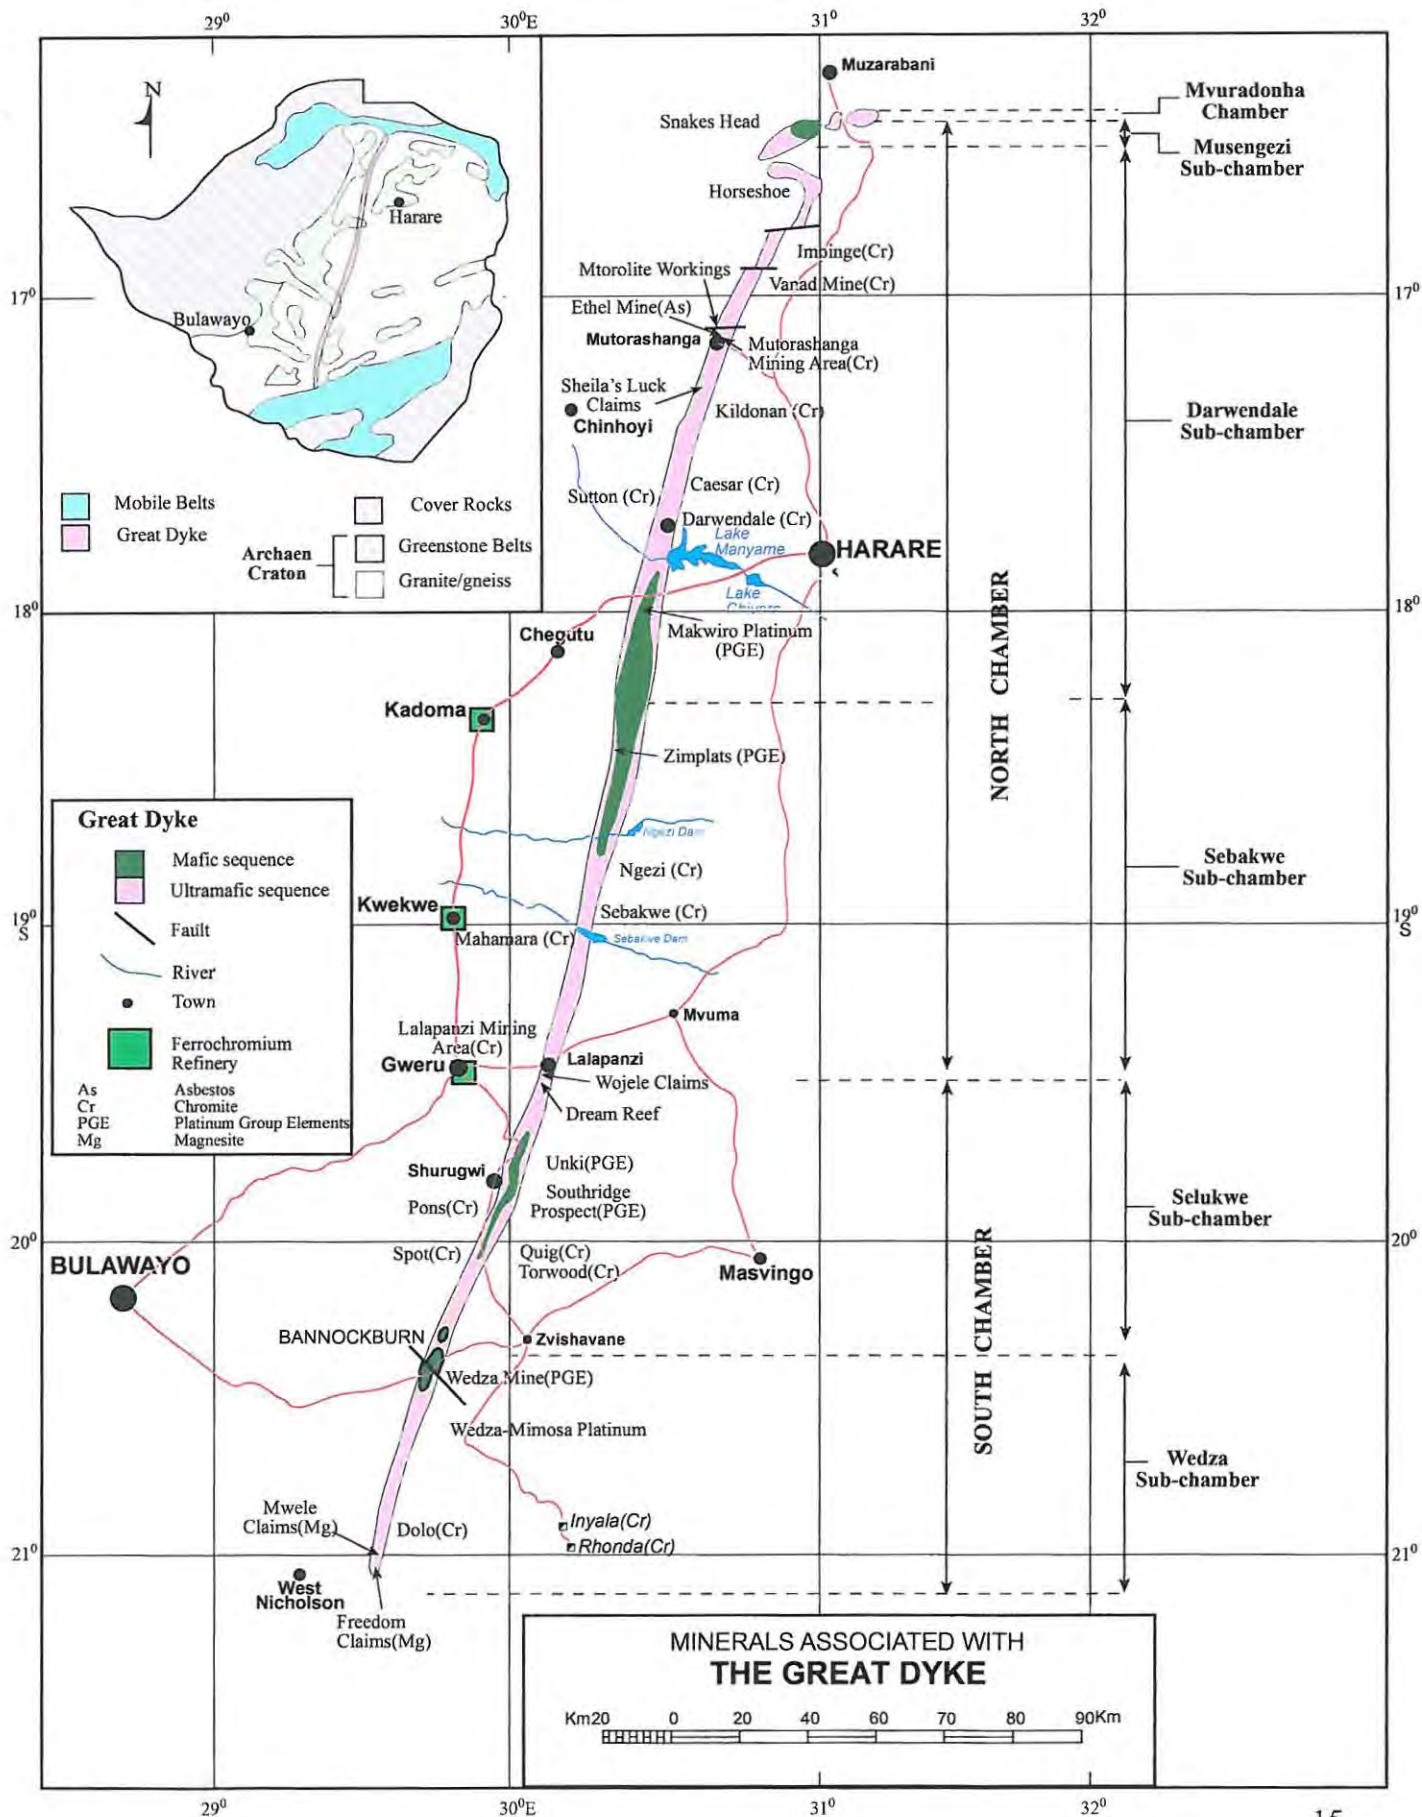 29⁰ 30⁰E 31⁰ 32⁰
N
Harare
Bulawayo
Mobile Belts
Great Dyke
Cover Rocks
Archaen
Craton
Greenstone Belts
Granite/gneiss
Muzarabani
Snakes Head
Horseshoe
Mvuradonha
Chamber
Musengezi
Sub-chamber
Impinge(Cr)
Mtorolite Workings
Vanad Mine(Cr)
17⁰
17⁰
Ethel Mine(As)
Mutorashanga
Mutorashanga
Mining Area(Cr)
Sheila's Luck
Claims
Kildonan (Cr)
Chinhoyi
Darwendale
Sub-chamber
Caesar (Cr)
Sutton (Cr)
Darwendale (Cr)
Lake
Manyame
HARARE
Lake
18⁰
18⁰
Makwiro Platinum
(PGE)
Chegutu
Kadoma
NORTH CHAMBER
Zimplats (PGE)
Great Dyke
Mafic sequence
Ultramafic sequence
Fault
River
Town
Ferrochromium
Refinery
As Asbestos
Cr Chromite
PGE Platinum Group Elements
Mg Magnesite
Ngezi Dam
Ngezi (Cr)
Sebakwe
Sub-chamber
Kwekwe
Sebakwe (Cr)
19⁰
S
19⁰
S
Mahamara (Cr)
Sebakwe Dam
Mvuma
Lalapanzi Mining
Area(Cr)
Gweru
Lalapanzi
Wojele Claims
Dream Reef
Shurugwi
Unki(PGE)
Pons(Cr)
Southridge
Prospect(PGE)
Selukwe
Sub-chamber
20⁰
20⁰
Spot(Cr)
Quig(Cr)
Torwood(Cr)
BULAWAYO
Masvingo
BANNOCKBURN
Zvishavane
Wedza Mine(PGE)
SOUTH CHAMBER
Wedza-Mimosa Platinum
Wedza
Sub-chamber
Mwele
Claims(Mg)
Dolo(Cr)
Inyala(Cr)
Rhonda(Cr)
21⁰
21⁰
West
Nicholson
Freedom
Claims(Mg)
MINERALS ASSOCIATED WITH
THE GREAT DYKE
Km20 0 20 40 60 70 80 90Km
29⁰ 30⁰E 31⁰ 32⁰